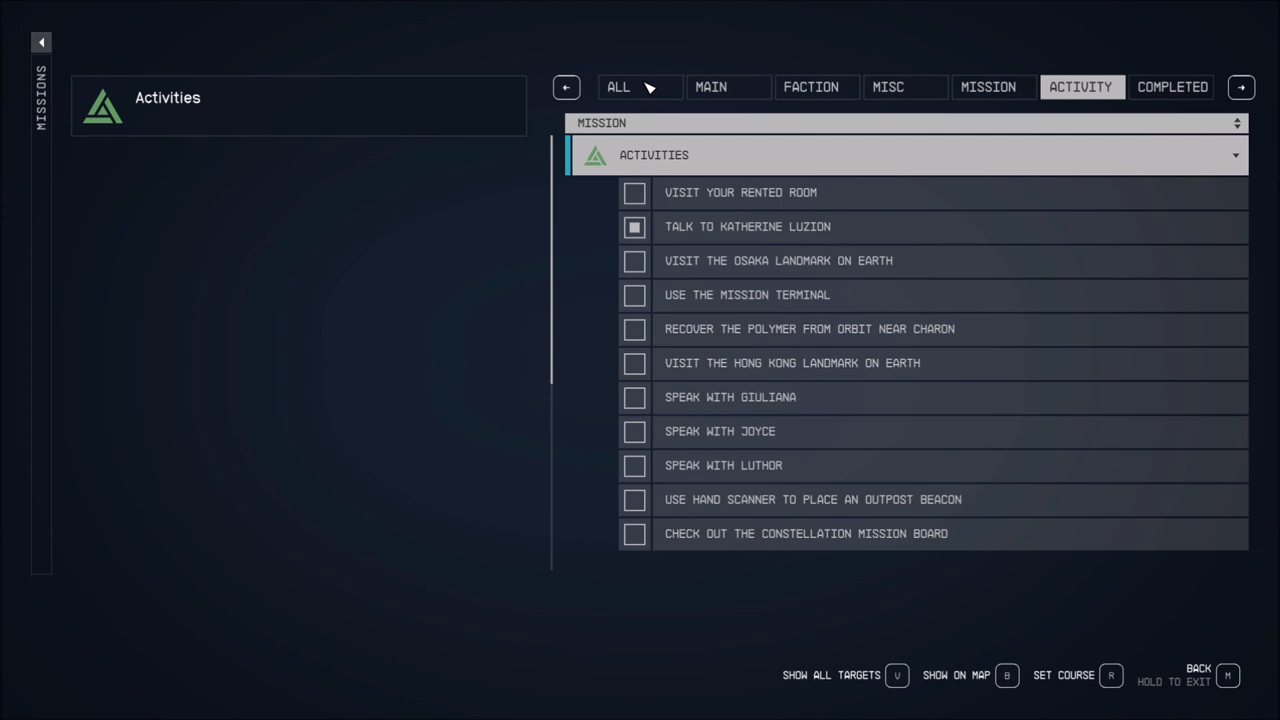 MISSIONS
Activities
ALL
MAIN
FACTION
MISC
MISSION
ACTIVITY
COMPLETED
MISSION
ACTIVITIES
VISIT YOUR RENTED ROOM
TALK TO KATHERINE LUZION
VISIT THE OSAKA LANDMARK ON EARTH
USE THE MISSION TERMINAL
RECOVER THE POLYMER FROM ORBIT NEAR CHARON
VISIT THE HONG KONG LANDMARK ON EARTH
SPEAK WITH GIULIANA
SPEAK WITH JOYCE
SPEAK WITH LUTHOR
USE HAND SCANNER TO PLACE AN OUTPOST BEACON
CHECK OUT THE CONSTELLATION MISSION BOARD
SHOW ALL TARGETS V
SHOW ON MAP B
SET COURSE R
BACK M
HOLD TO EXIT